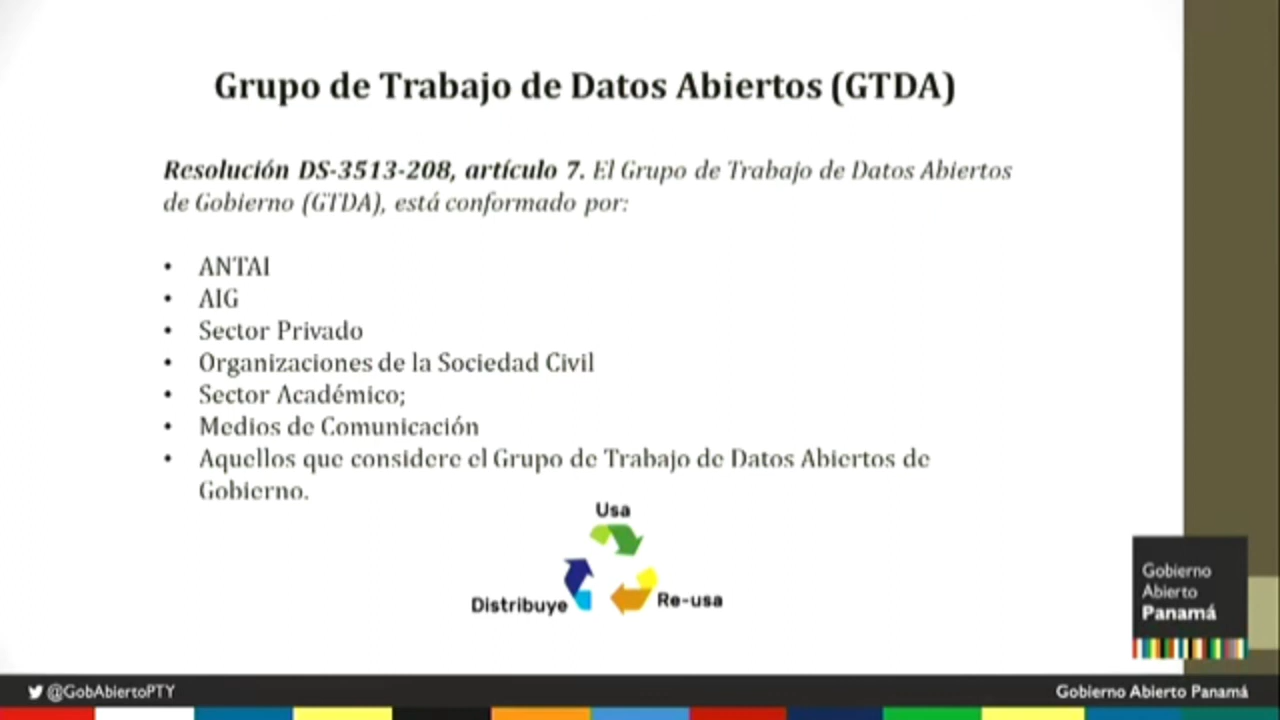 Grupo de Trabajo de Datos Abiertos (GTDA)
Resolución DS-3513-208, artículo 7. El Grupo de Trabajo de Datos Abiertos
de Gobierno (GTDA), está conformado por:
• ANTAI
• AIG
• Sector Privado
• Organizaciones de la Sociedad Civil
• Sector Académico;
• Medios de Comunicación
• Aquellos que considere el Grupo de Trabajo de Datos Abiertos de
Gobierno.
Usa
Distribuye
Re-usa
Gobierno
Abierto
Panamá
@GobAbiertoPTY
Gobierno Abierto Panamá